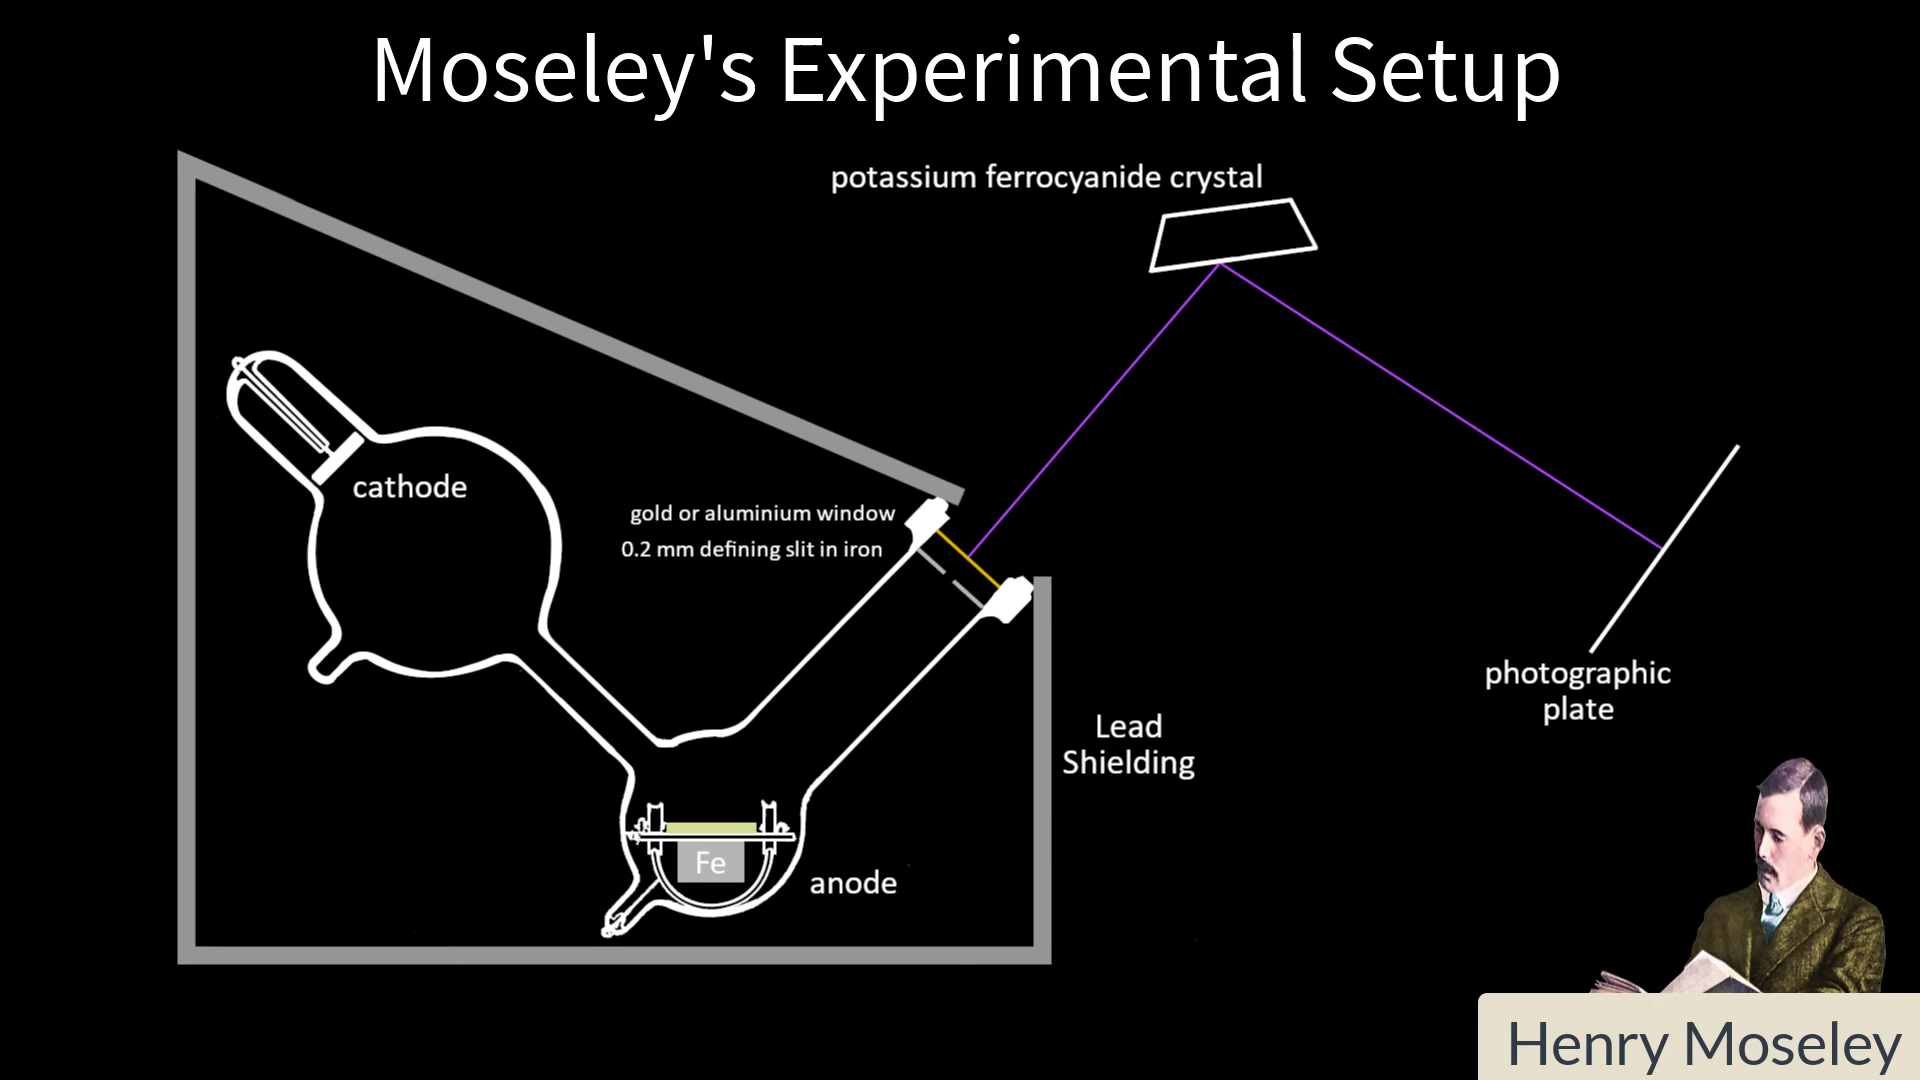 Moseley's Experimental Setup
potassium ferrocyanide crystal
cathode
gold or aluminium window
0.2 mm defining slit in iron
photographic
plate
Lead
Shielding
Fe
anode
Henry Moseley